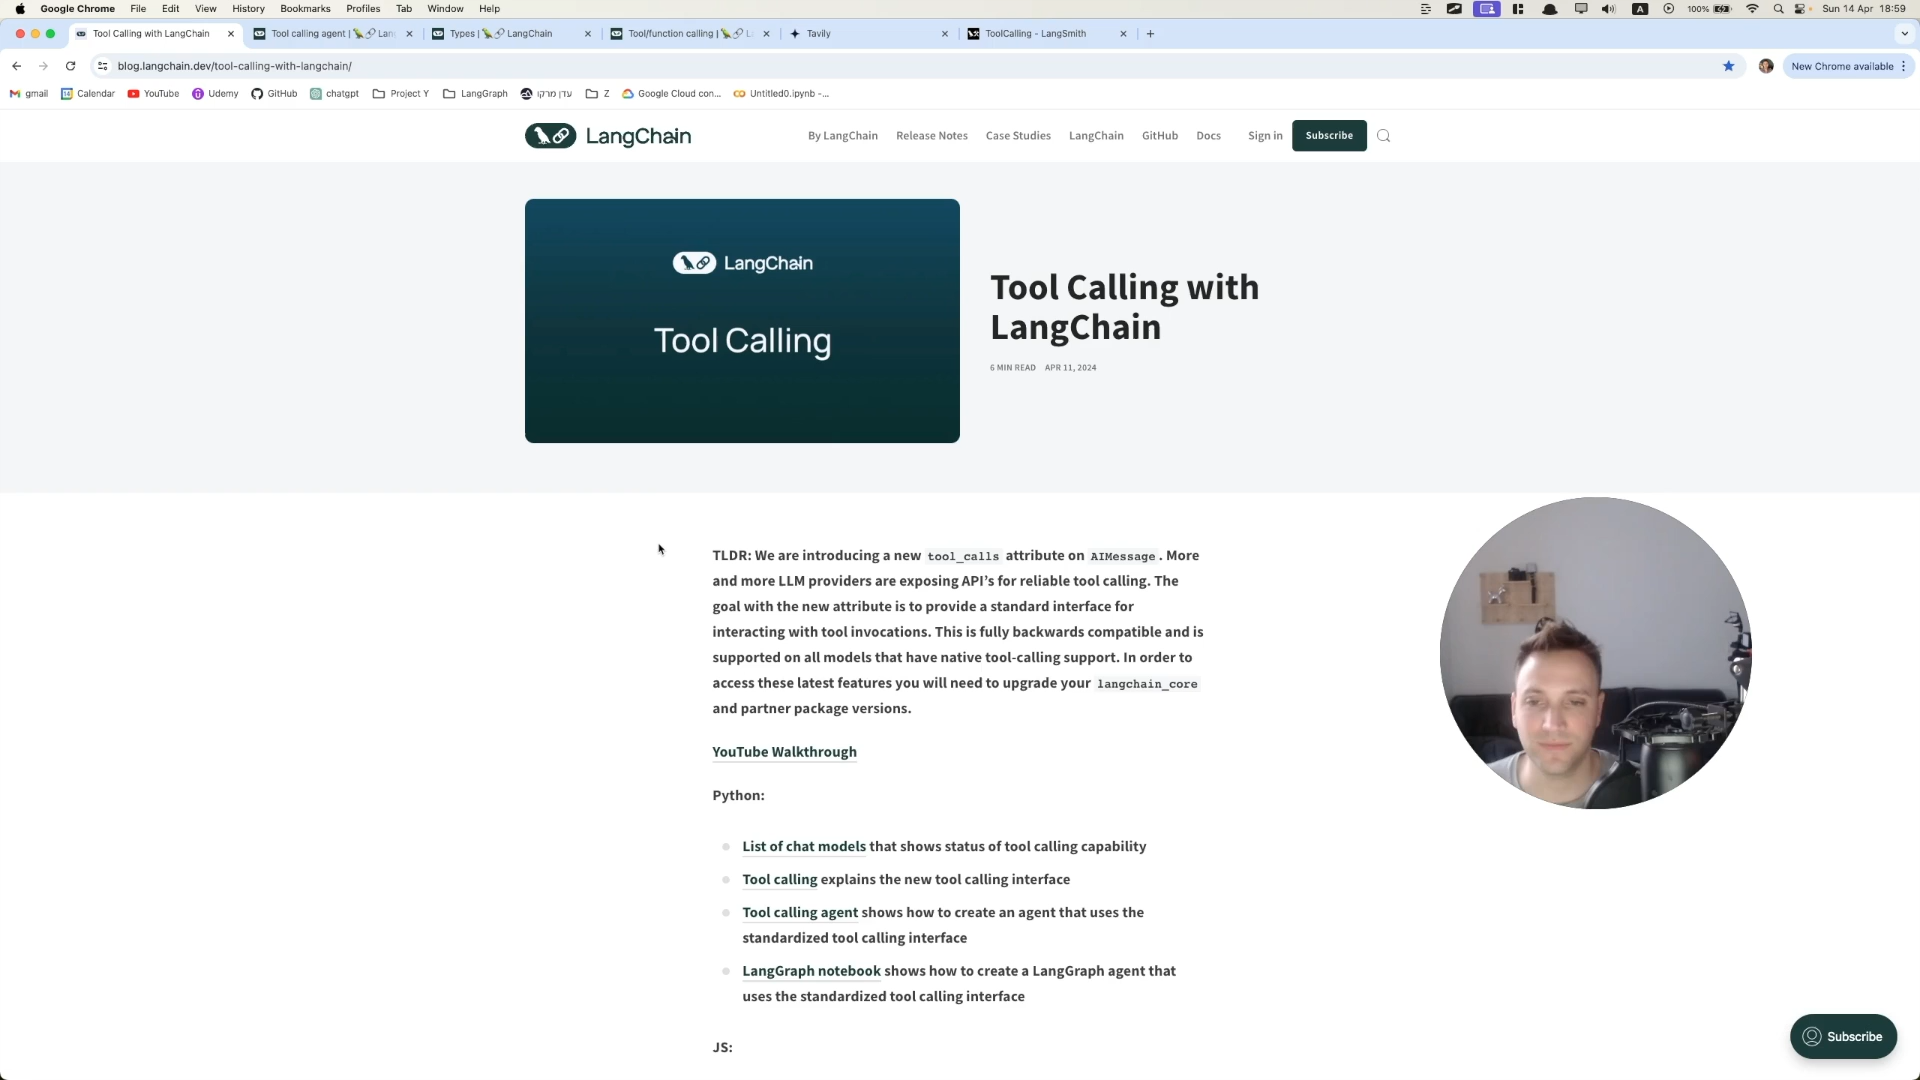 Google Chrome File Edit View History Bookmarks Profiles Tab Window Help A 100% Sun 14 Apr 18:59
Tool Calling with LangChain Tool calling agent | Lang Types | LangChain Tool/function calling | L Tavily ToolCalling - LangSmith
blog.langchain.dev/tool-calling-with-langchain/ New Chrome available
gmail Calendar YouTube Udemy GitHub chatgpt Project Y LangGraph עדן מרקו Z Google Cloud con... Untitled0.ipynb -...
LangChain By LangChain Release Notes Case Studies LangChain GitHub Docs Sign in Subscribe
LangChain
Tool Calling
Tool Calling with
LangChain
6 MIN READ APR 11, 2024
TLDR: We are introducing a new tool_calls attribute on AIMessage. More
and more LLM providers are exposing API’s for reliable tool calling. The
goal with the new attribute is to provide a standard interface for
interacting with tool invocations. This is fully backwards compatible and is
supported on all models that have native tool-calling support. In order to
access these latest features you will need to upgrade your langchain_core
and partner package versions.
YouTube Walkthrough
Python:
List of chat models that shows status of tool calling capability
Tool calling explains the new tool calling interface
Tool calling agent shows how to create an agent that uses the
standardized tool calling interface
LangGraph notebook shows how to create a LangGraph agent that
uses the standardized tool calling interface
JS:
Subscribe